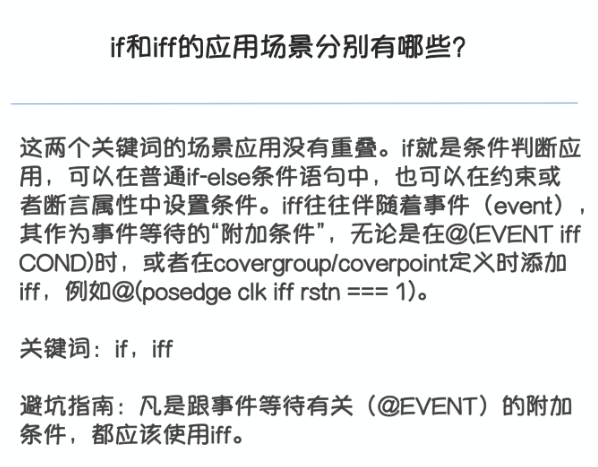 if和iff的应用场景分别有哪些?
这两个关键词的场景应用没有重叠。if就是条件判断应
用，可以在普通if-else条件语句中，也可以在约束或
者断言属性中设置条件。iff往往伴随着事件（event），
其作为事件等待的“附加条件”，无论是在@(EVENT iff
COND)时，或者在covergroup/coverpoint定义时添加
iff，例如@(posedge clk iff rstn === 1)。
关键词：if，iff
避坑指南：凡是跟事件等待有关（@EVENT）的附加
条件，都应该使用iff。